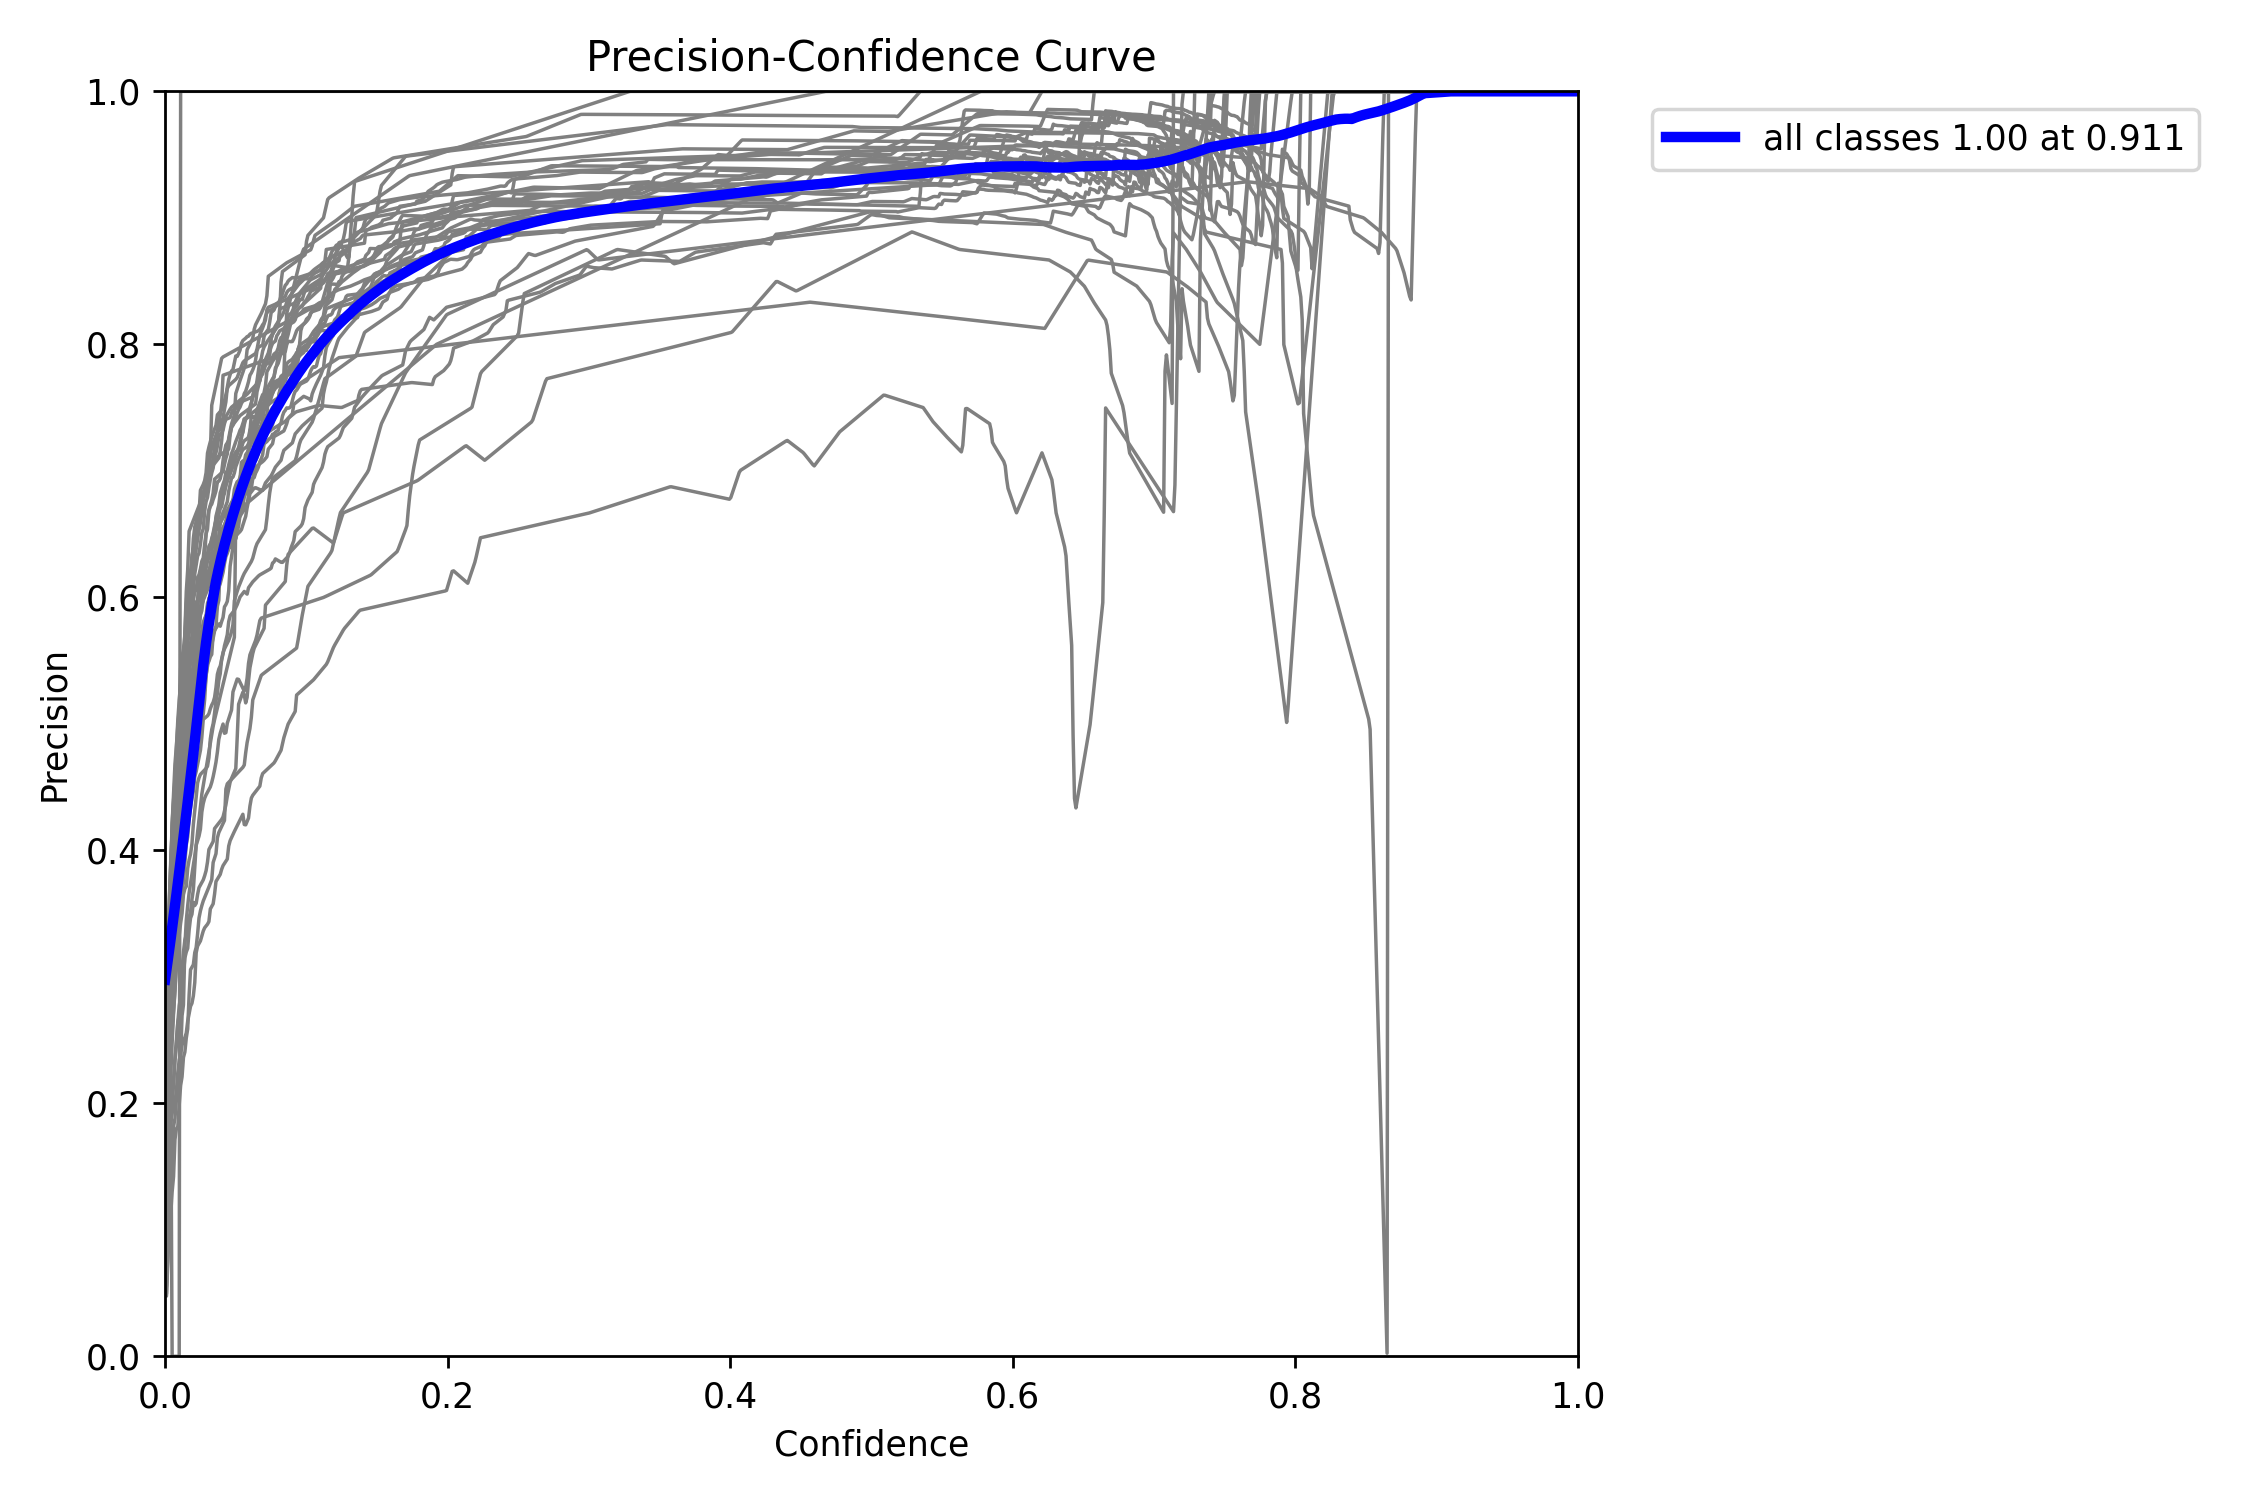 Precision-Confidence Curve
1.0
0.8
0.6
0.4
0.2
0.0
Precision
0.0 0.2 0.4 0.6 0.8 1.0
Confidence
all classes 1.00 at 0.911